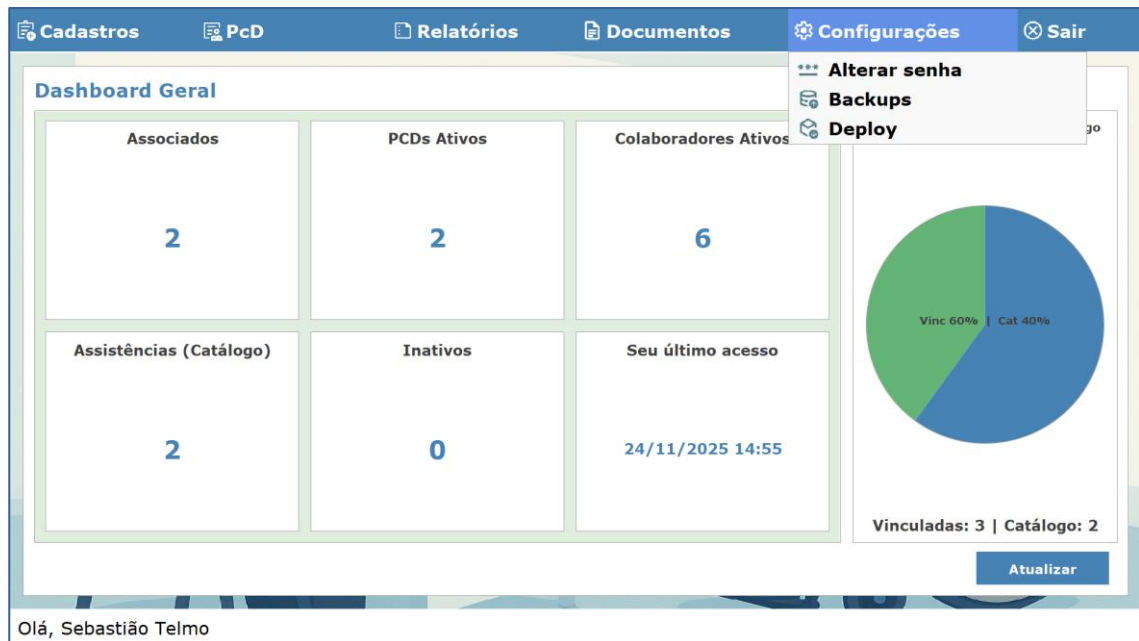 Cadastros PcD Relatórios Documentos Configurações Sair
Alterar senha
Backups
Deploy
Dashboard Geral
Associados PCDs Ativos Colaboradores Ativos
2 2 6
Assistências (Catálogo) Inativos Seu último acesso
2 0 24/11/2025 14:55
Vinc 60% | Cat 40%
Vinculadas: 3 | Catálogo: 2
Atualizar
Olá, Sebastião Telmo